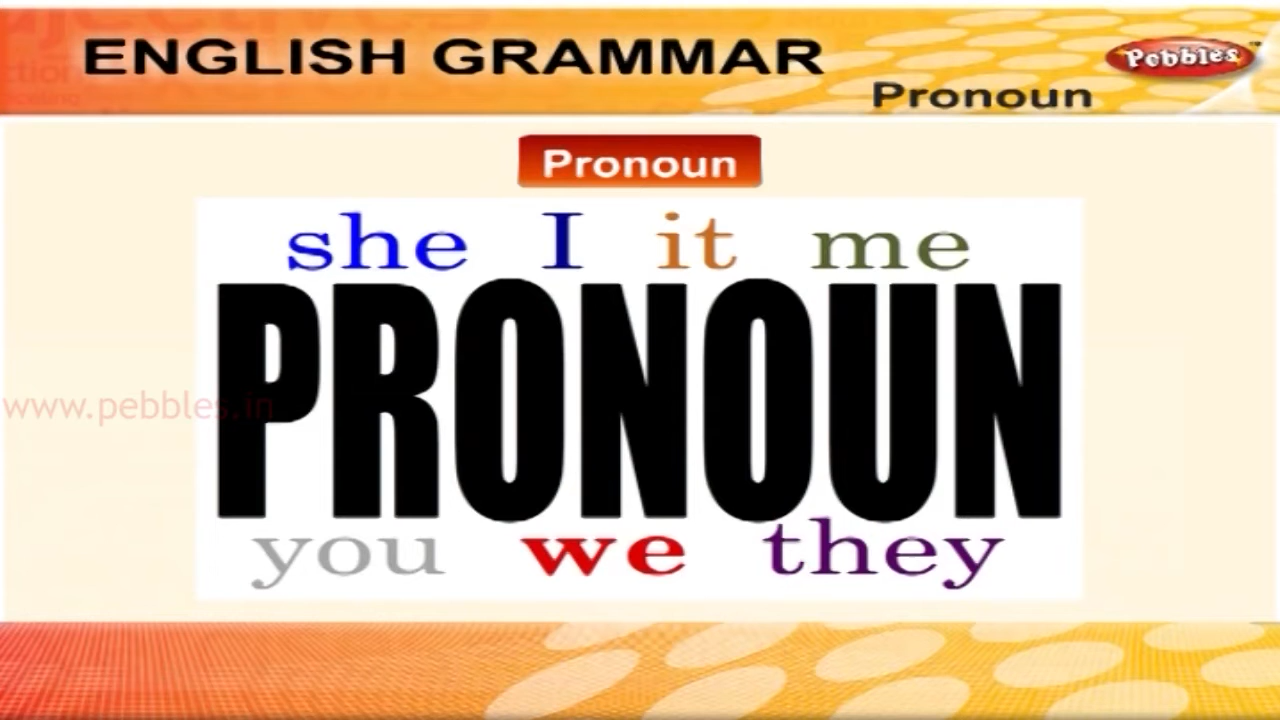 ENGLISH GRAMMAR
Pebbles
Pronoun
Pronoun
she I it me
PRONOUN
www.pebbles.in
you we they